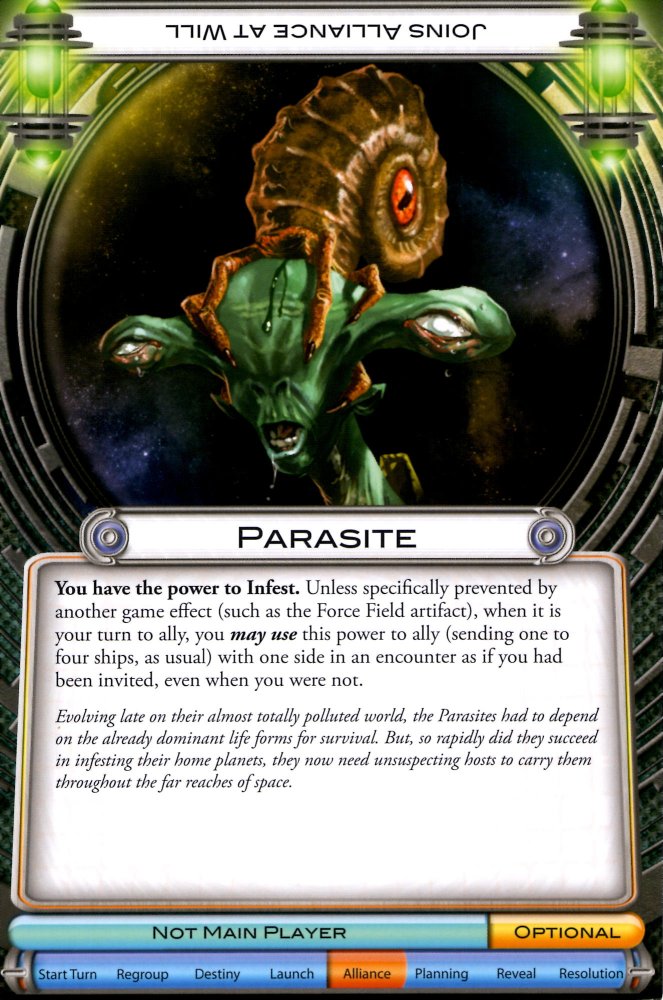 JOINS ALLIANCE AT WILL
PARASITE
You have the power to Infest. Unless specifically prevented by
another game effect (such as the Force Field artifact), when it is
your turn to ally, you may use this power to ally (sending one to
four ships, as usual) with one side in an encounter as if you had
been invited, even when you were not.
Evolving late on their almost totally polluted world, the Parasites had to depend
on the already dominant life forms for survival. But, so rapidly did they succeed
in infesting their home planets, they now need unsuspecting hosts to carry them
throughout the far reaches of space.
NOT MAIN PLAYER OPTIONAL
Start Turn Regroup Destiny Launch Alliance Planning Reveal Resolution